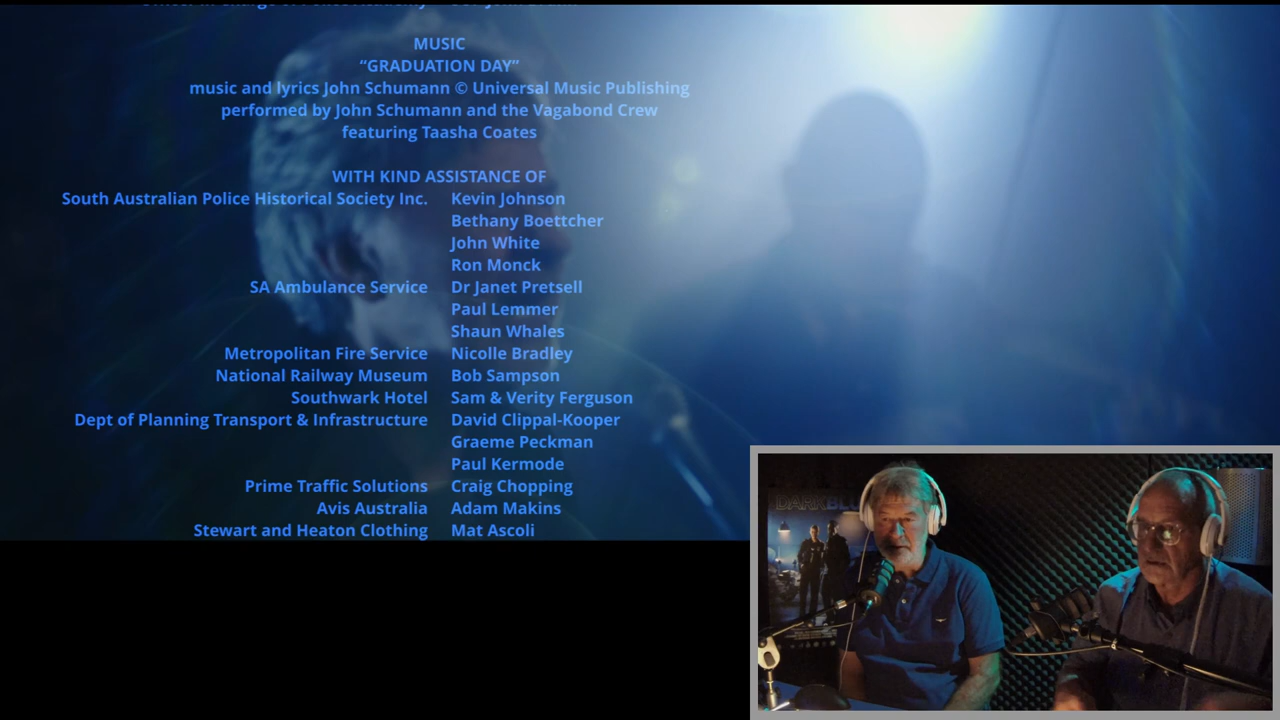 MUSIC
“GRADUATION DAY”
music and lyrics John Schumann © Universal Music Publishing
performed by John Schumann and the Vagabond Crew
featuring Taasha Coates
WITH KIND ASSISTANCE OF
South Australian Police Historical Society Inc. Kevin Johnson
Bethany Boettcher
John White
Ron Monck
SA Ambulance Service Dr Janet Pretsell
Paul Lemmer
Shaun Whales
Metropolitan Fire Service Nicolle Bradley
National Railway Museum Bob Sampson
Southwark Hotel Sam & Verity Ferguson
Dept of Planning Transport & Infrastructure David Clippal-Kooper
Graeme Peckman
Paul Kermode
Prime Traffic Solutions Craig Chopping
Avis Australia Adam Makins
Stewart and Heaton Clothing Mat Ascoli